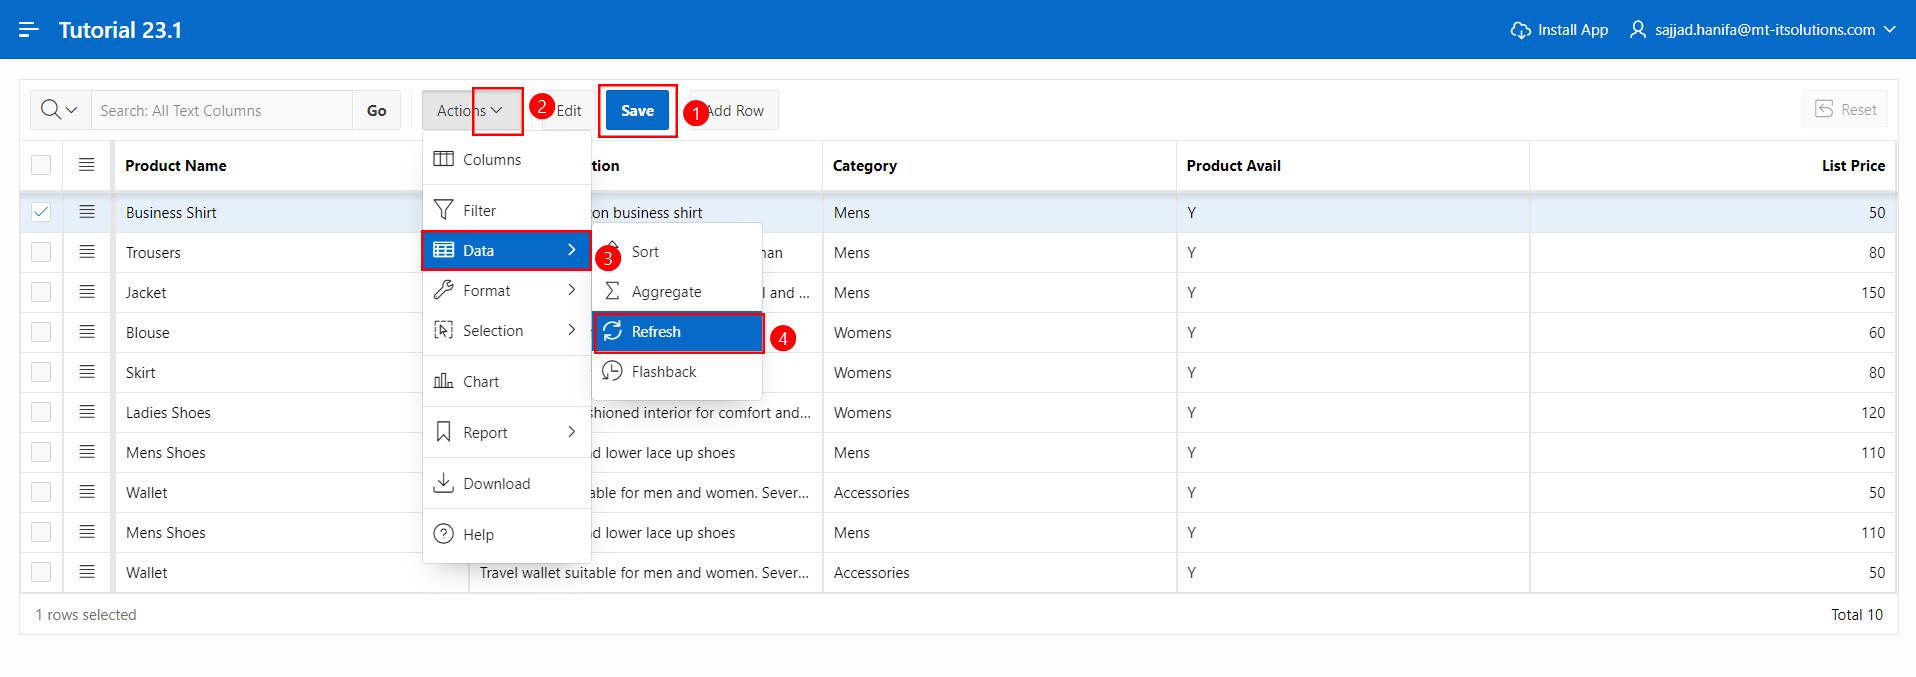 Tutorial 23.1
Install App
sajjad.hanifa@mt-itsolutions.com
Search: All Text Columns
Go
Actions
2
Edit
Save
1
Add Row
Reset
Product Name
tion
Category
Product Avail
List Price
Business Shirt
on business shirt
Mens
Y
50
Trousers
nan
Mens
Y
80
Jacket
l and ...
Mens
Y
150
Blouse
Womens
Y
60
Skirt
Womens
Y
80
Ladies Shoes
shioned interior for comfort and...
Womens
Y
120
Mens Shoes
d lower lace up shoes
Mens
Y
110
Wallet
able for men and women. Sever...
Accessories
Y
50
Mens Shoes
d lower lace up shoes
Mens
Y
110
Wallet
Travel wallet suitable for men and women. Sever...
Accessories
Y
50
Columns
Filter
Data
3
Format
Selection
Chart
Report
Download
Help
Sort
Aggregate
Refresh
4
Flashback
1 rows selected
Total 10